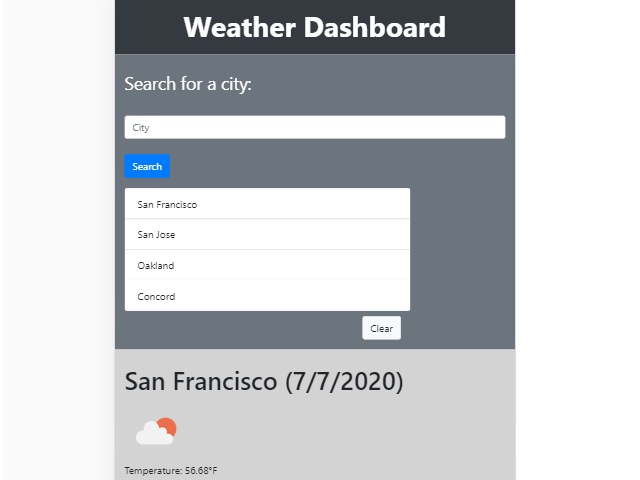 Weather Dashboard
Search for a city:
City
Search
San Francisco
San Jose
Oakland
Concord
Clear
San Francisco (7/7/2020)
Temperature: 56.68°F